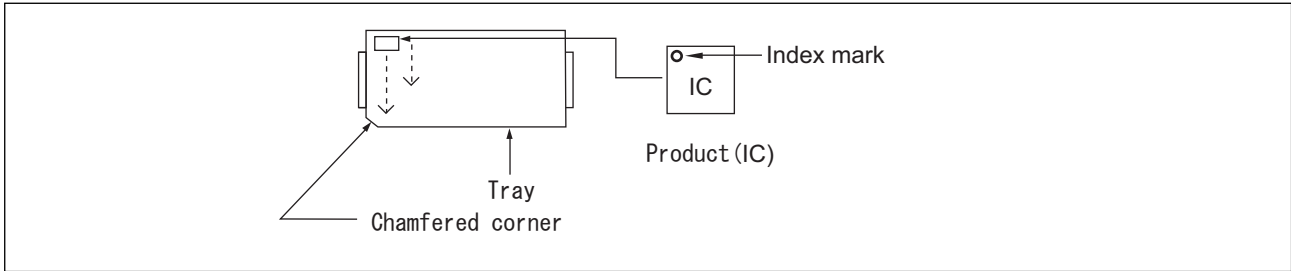 Index mark
IC
Product(IC)
Tray
Chamfered corner